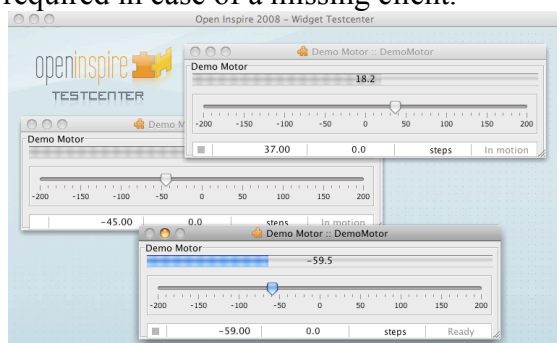 required in case of a missing client.
Open Inspire 2008 – Widget Testcenter
openinspire
TESTCENTER
Demo Motor :: DemoMotor
Demo Motor
18.2
-200 -150 -100 -50 0 50 100 150 200
37.00 0.0 steps In motion
Demo M
Demo Motor
-200 -150 -100 -50 0 50 100 150 200
-45.00 0.0 steps In motion
Demo Motor :: DemoMotor
Demo Motor
-59.5
-200 -150 -100 -50 0 50 100 150 200
-59.00 0.0 steps Ready